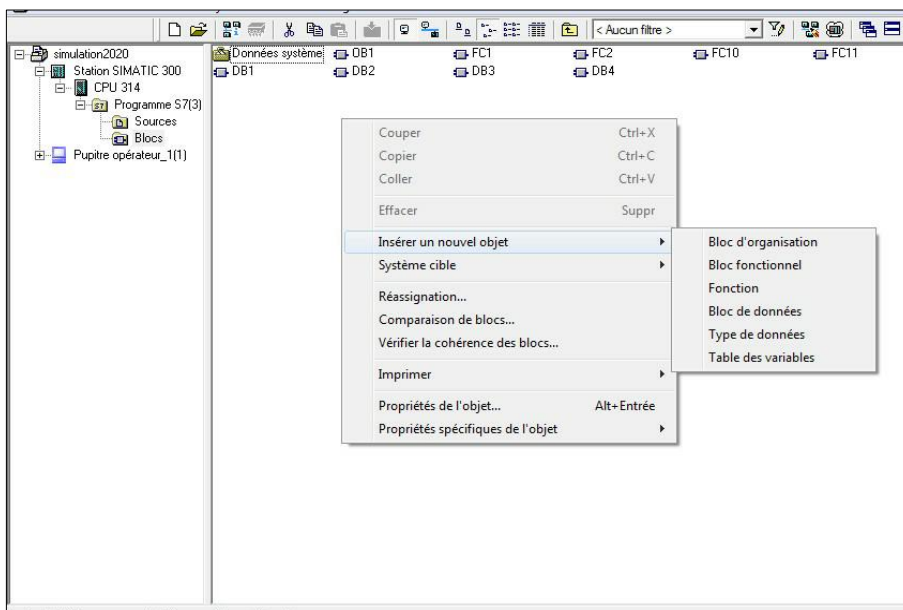 < Aucun filtre >
simulation2020
Station SIMATIC 300
CPU 314
Programme S7(3)
Sources
Blocs
Pupitre opérateur_1(1)
Données système OB1 FC1 FC2 FC10 FC11
DB1 DB2 DB3 DB4
Couper Ctrl+X
Copier Ctrl+C
Coller Ctrl+V
Effacer Suppr
Insérer un nouvel objet
Système cible
Réassignation...
Comparaison de blocs...
Vérifier la cohérence des blocs...
Imprimer
Propriétés de l'objet... Alt+Entrée
Propriétés spécifiques de l'objet
Bloc d'organisation
Bloc fonctionnel
Fonction
Bloc de données
Type de données
Table des variables